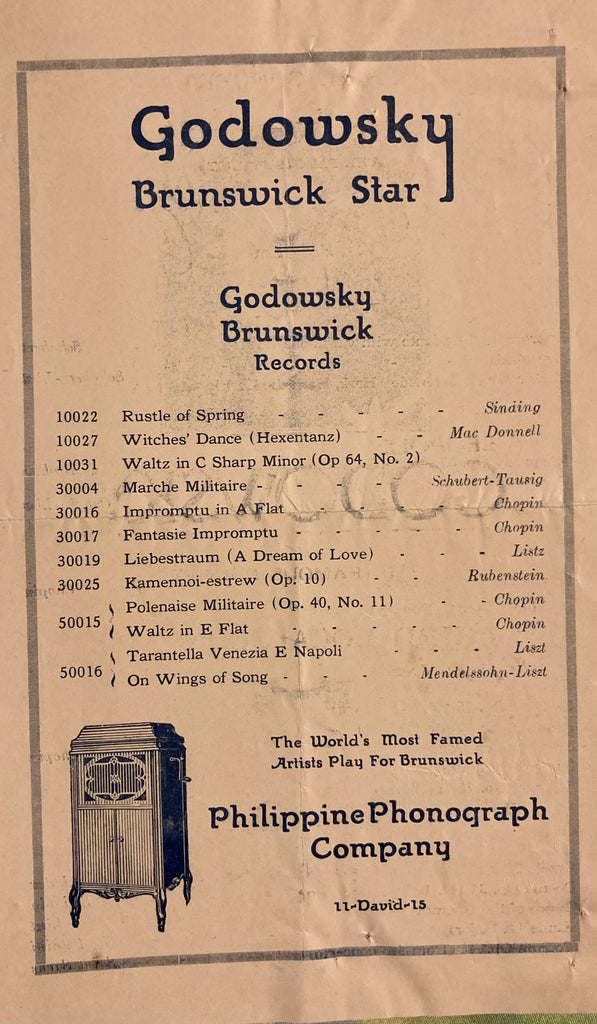 Godowsky
Brunswick Star
Godowsky
Brunswick
Records
10022 Rustle of Spring - - - - - Sinding
10027 Witches' Dance (Hexentanz) - - Mac Donnell
10031 Waltz in C Sharp Minor (Op 64, No. 2)
30004 Marche Militaire - - - - Schubert-Tausig
30016 Impromptu in A Flat - - - - Chopin
30017 Fantasie Impromptu - - - - - Chopin
30019 Liebestraum (A Dream of Love) - - - Listz
30025 Kamennoi-estrew (Op. 10) - - Rubenstein
50015 { Polenaise Militaire (Op. 40, No. 11) - - Chopin
Waltz in E Flat - - - - - Chopin
50016 { Tarantella Venezia E Napoli - - - Liszt
On Wings of Song - - - Mendelssohn-Liszt
The World's Most Famed
Artists Play For Brunswick
Philippine Phonograph
Company
11-David-15